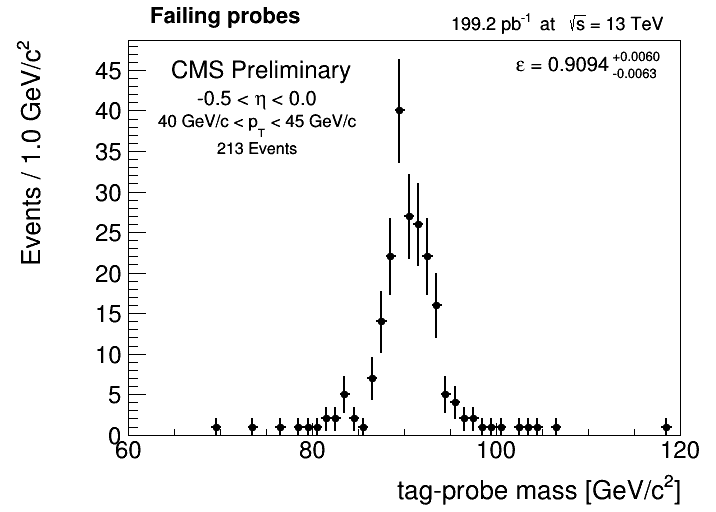 Failing probes
199.2 pb⁻¹ at √s = 13 TeV
CMS Preliminary
-0.5 < η < 0.0
40 GeV/c < p_T < 45 GeV/c
213 Events
ε = 0.9094 +0.0060 -0.0063
Events / 1.0 GeV/c²
45
40
35
30
25
20
15
10
5
0
60 80 100 120
tag-probe mass [GeV/c²]